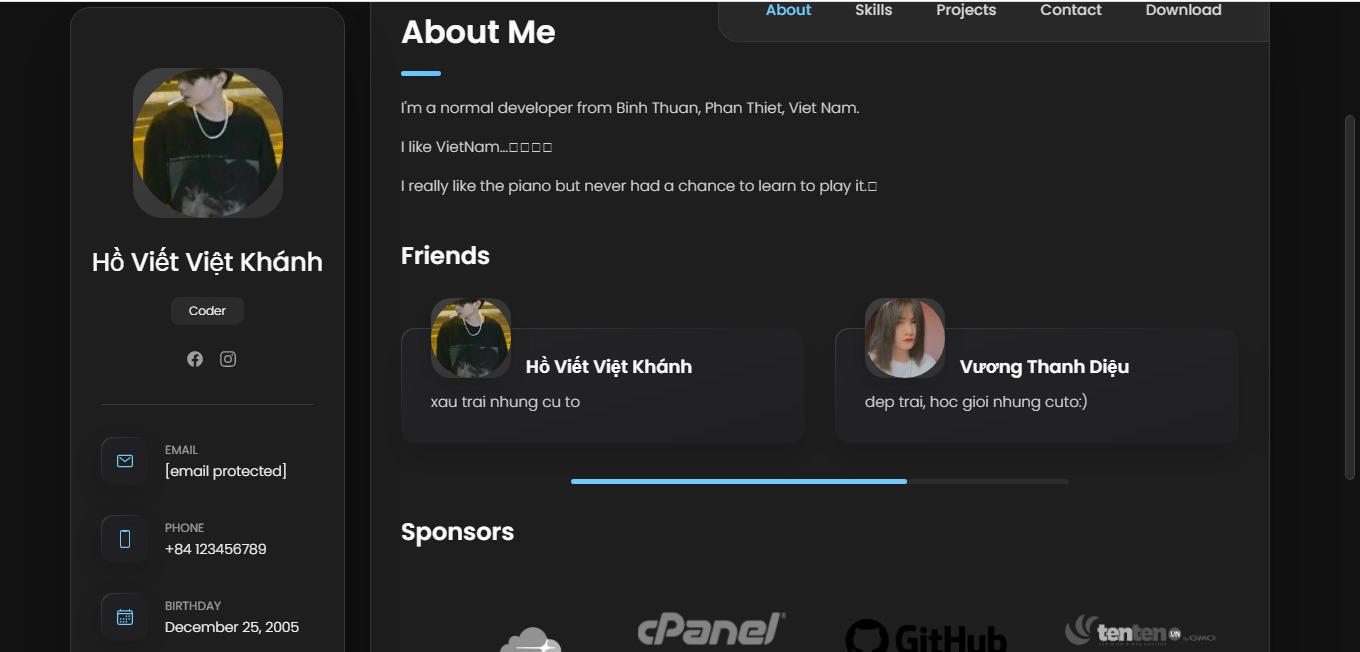 Hồ Viết Việt Khánh
Coder
EMAIL
[email protected]
PHONE
+84 123456789
BIRTHDAY
December 25, 2005
About Skills Projects Contact Download
About Me
I'm a normal developer from Binh Thuan, Phan Thiet, Viet Nam.
I like VietNam...□□□□
I really like the piano but never had a chance to learn to play it.□
Friends
Hồ Viết Việt Khánh
xau trai nhung cu to
Vương Thanh Diệu
dep trai, hoc gioi nhung cuto:)
Sponsors
cPanel
GitHub
tenten .VN by GMO